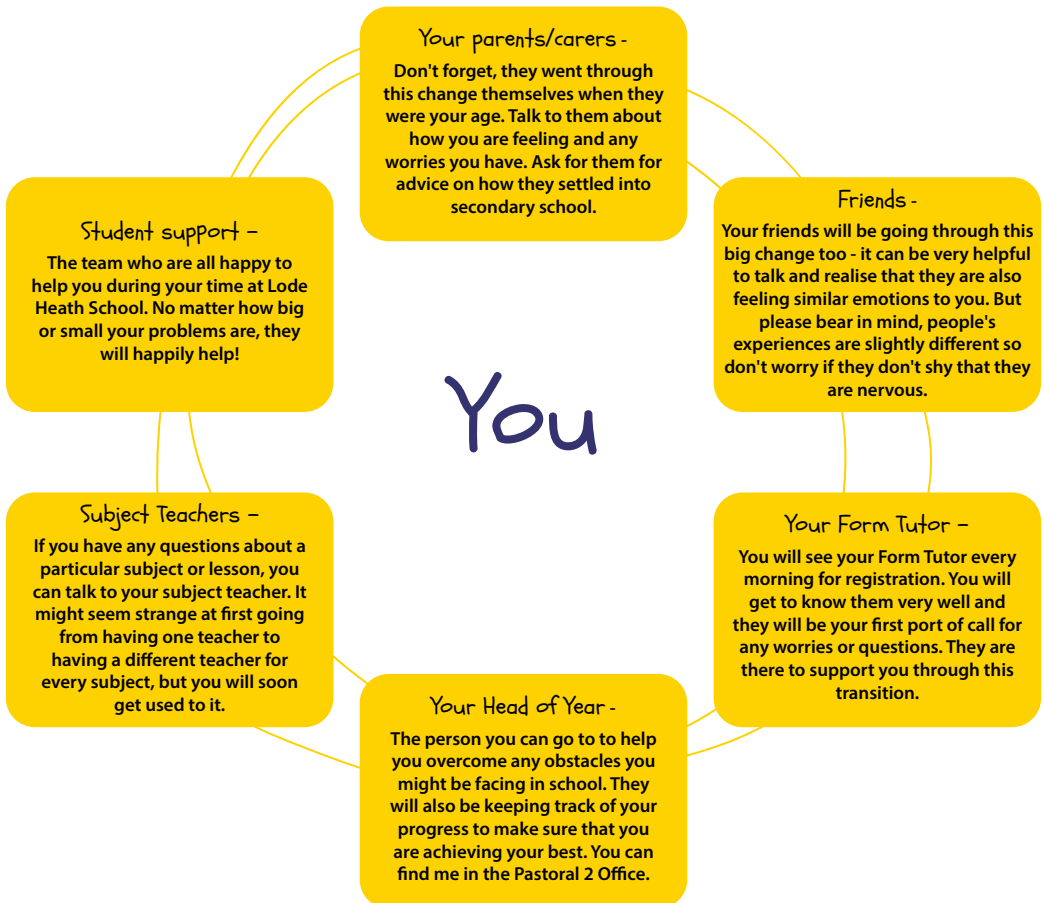 Your parents/carers -
Don't forget, they went through
this change themselves when they
were your age. Talk to them about
how you are feeling and any
worries you have. Ask for them for
advice on how they settled into
secondary school.
Friends -
Your friends will be going through this
big change too - it can be very helpful
to talk and realise that they are also
feeling similar emotions to you. But
please bear in mind, people's
experiences are slightly different so
don't worry if they don't shy that they
are nervous.
Your Form Tutor –
You will see your Form Tutor every
morning for registration. You will
get to know them very well and
they will be your first port of call for
any worries or questions. They are
there to support you through this
transition.
Your Head of Year -
The person you can go to to help
you overcome any obstacles you
might be facing in school. They
will also be keeping track of your
progress to make sure that you
are achieving your best. You can
find me in the Pastoral 2 Office.
Subject Teachers –
If you have any questions about a
particular subject or lesson, you
can talk to your subject teacher. It
might seem strange at first going
from having one teacher to
having a different teacher for
every subject, but you will soon
get used to it.
Student support –
The team who are all happy to
help you during your time at Lode
Heath School. No matter how big
or small your problems are, they
will happily help!
You